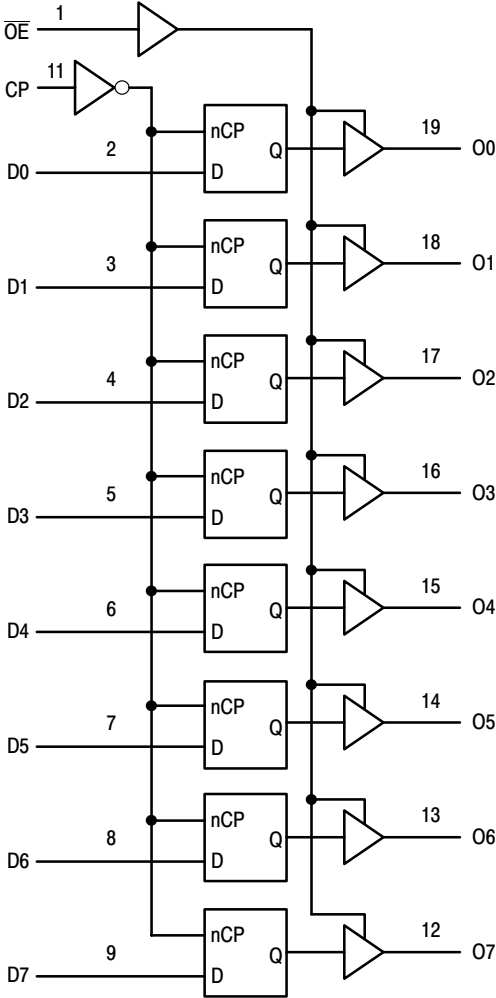 O̅E̅ 1
CP 11
nCP
D0 2 D Q 19 O0
nCP
D1 3 D Q 18 O1
nCP
D2 4 D Q 17 O2
nCP
D3 5 D Q 16 O3
nCP
D4 6 D Q 15 O4
nCP
D5 7 D Q 14 O5
nCP
D6 8 D Q 13 O6
nCP
D7 9 D Q 12 O7